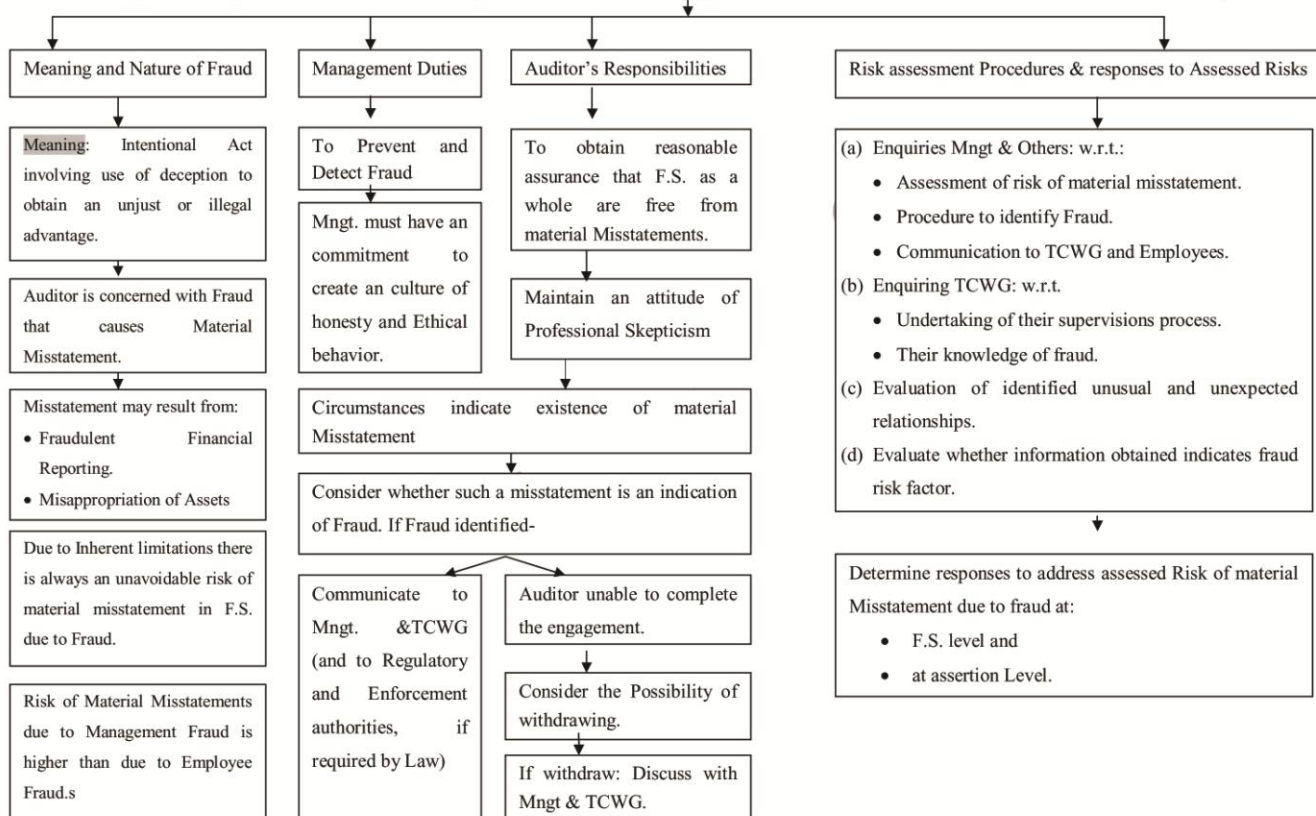 Meaning and Nature of Fraud
Meaning: Intentional Act
involving use of deception to
obtain an unjust or illegal
advantage.
Auditor is concerned with Fraud
that causes Material
Misstatement.
Misstatement may result from:
• Fraudulent Financial
Reporting.
• Misappropriation of Assets
Due to Inherent limitations there
is always an unavoidable risk of
material misstatement in F.S.
due to Fraud.
Risk of Material Misstatements
due to Management Fraud is
higher than due to Employee
Fraud.s
Management Duties
To Prevent and
Detect Fraud
Mngt. must have an
commitment to
create an culture of
honesty and Ethical
behavior.
Auditor's Responsibilities
To obtain reasonable
assurance that F.S. as a
whole are free from
material Misstatements.
Maintain an attitude of
Professional Skepticism
Circumstances indicate existence of material
Misstatement
Consider whether such a misstatement is an indication
of Fraud. If Fraud identified-
Communicate to
Mngt. &TCWG
(and to Regulatory
and Enforcement
authorities, if
required by Law)
Auditor unable to complete
the engagement.
Consider the Possibility of
withdrawing.
If withdraw: Discuss with
Mngt & TCWG.
Risk assessment Procedures & responses to Assessed Risks
(a) Enquiries Mngt & Others: w.r.t.:
• Assessment of risk of material misstatement.
• Procedure to identify Fraud.
• Communication to TCWG and Employees.
(b) Enquiring TCWG: w.r.t.
• Undertaking of their supervisions process.
• Their knowledge of fraud.
(c) Evaluation of identified unusual and unexpected
relationships.
(d) Evaluate whether information obtained indicates fraud
risk factor.
Determine responses to address assessed Risk of material
Misstatement due to fraud at:
• F.S. level and
• at assertion Level.